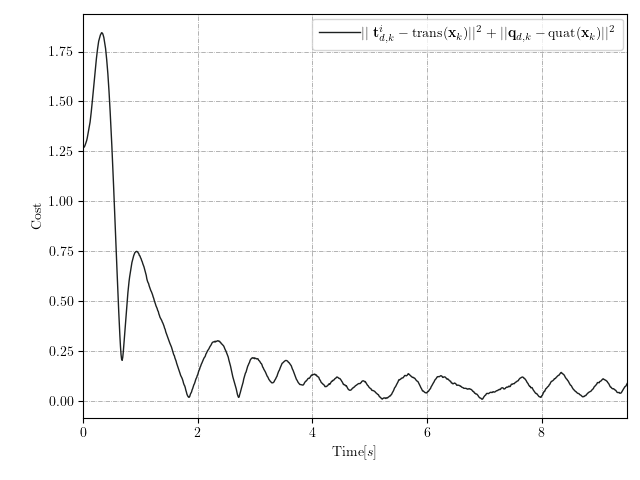 || t^i_{d,k} − trans(x_k)||² + ||q_{d,k} − quat(x_k)||²
1.75
1.50
1.25
1.00
0.75
0.50
0.25
0.00
Cost
0 2 4 6 8
Time[s]